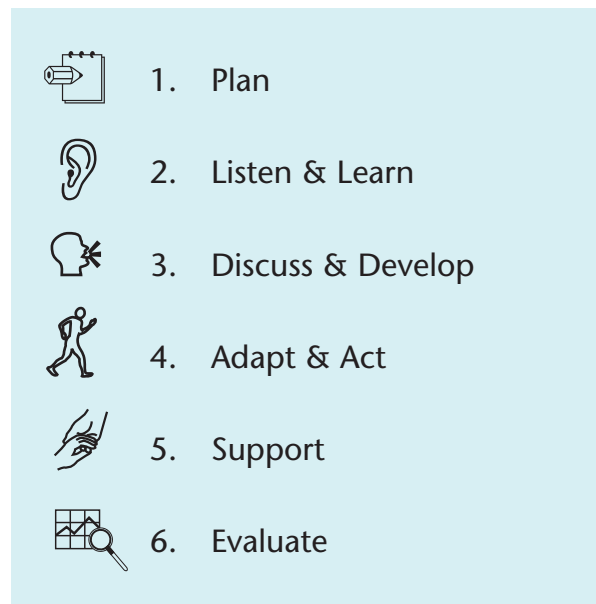 1. Plan
2. Listen & Learn
3. Discuss & Develop
4. Adapt & Act
5. Support
6. Evaluate